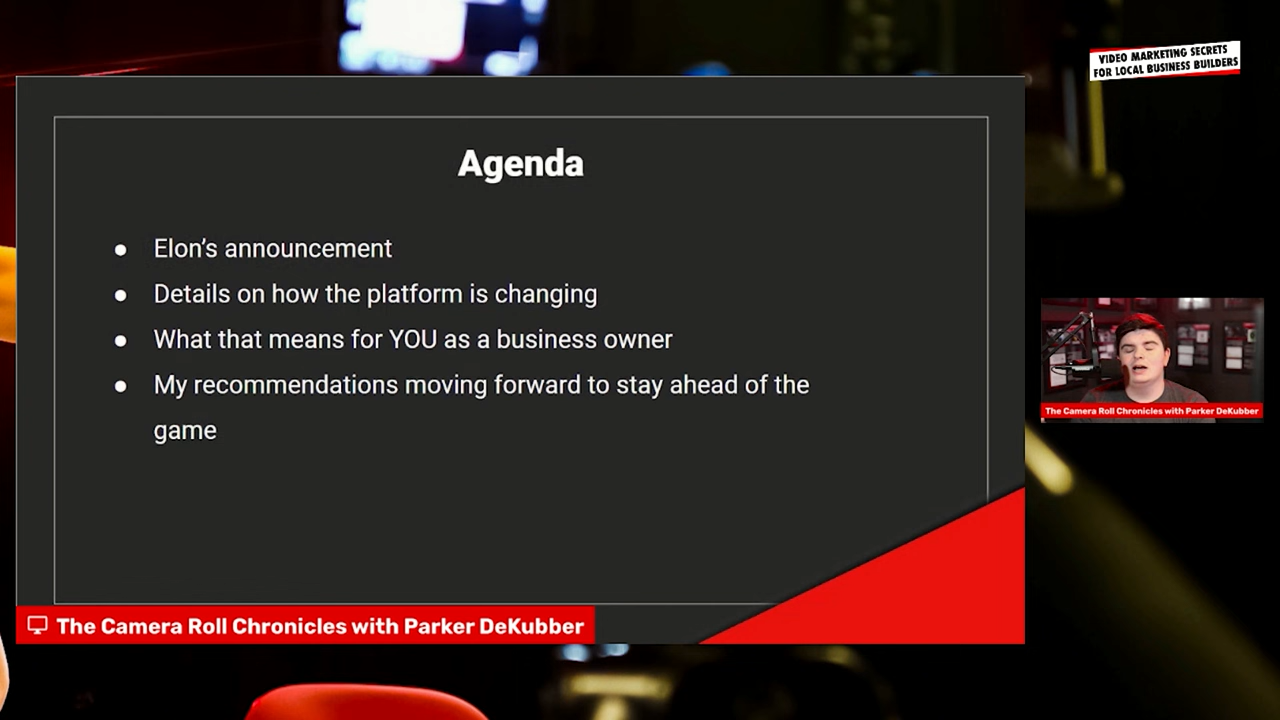 VIDEO MARKETING SECRETS
FOR LOCAL BUSINESS BUILDERS
Agenda
● Elon’s announcement
● Details on how the platform is changing
● What that means for YOU as a business owner
● My recommendations moving forward to stay ahead of the
game
The Camera Roll Chronicles with Parker DeKubber
The Camera Roll Chronicles with Parker DeKubber